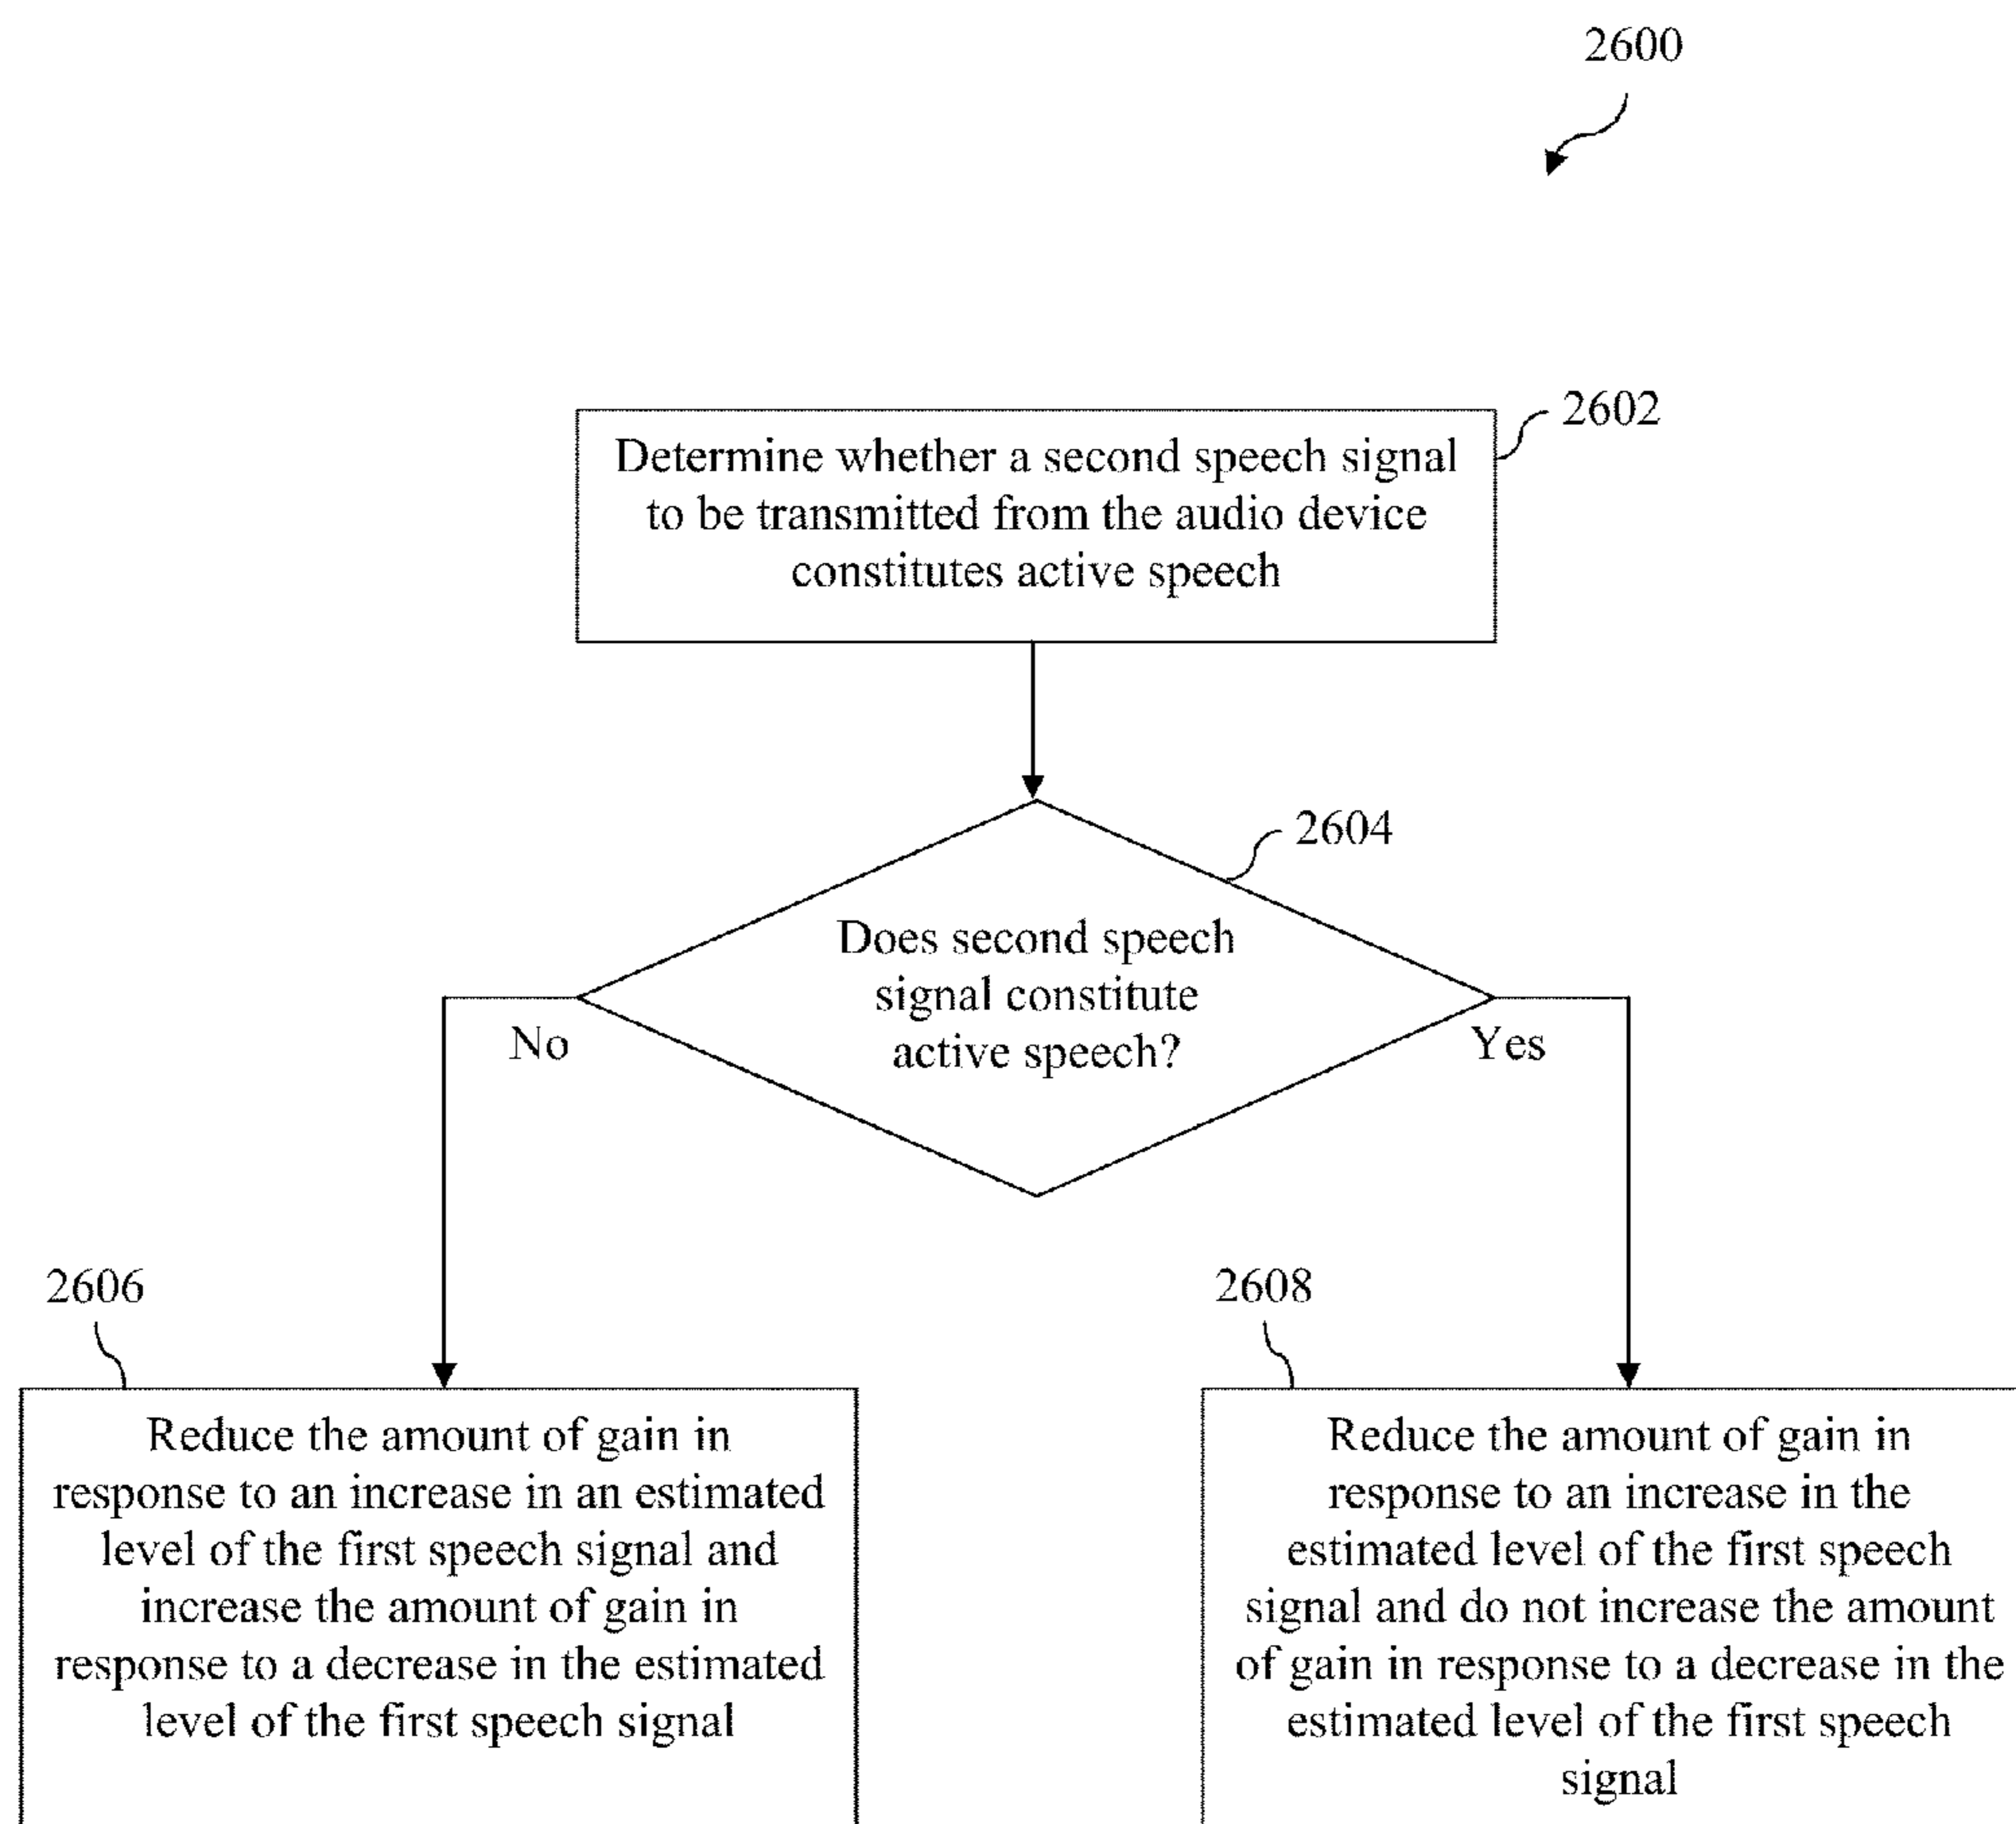 2600
2602
Determine whether a second speech signal
to be transmitted from the audio device
constitutes active speech
2604
Does second speech
signal constitute
active speech?
No
Yes
2606
Reduce the amount of gain in
response to an increase in an estimated
level of the first speech signal and
increase the amount of gain in
response to a decrease in the estimated
level of the first speech signal
2608
Reduce the amount of gain in
response to an increase in the
estimated level of the first speech
signal and do not increase the amount
of gain in response to a decrease in the
estimated level of the first speech
signal